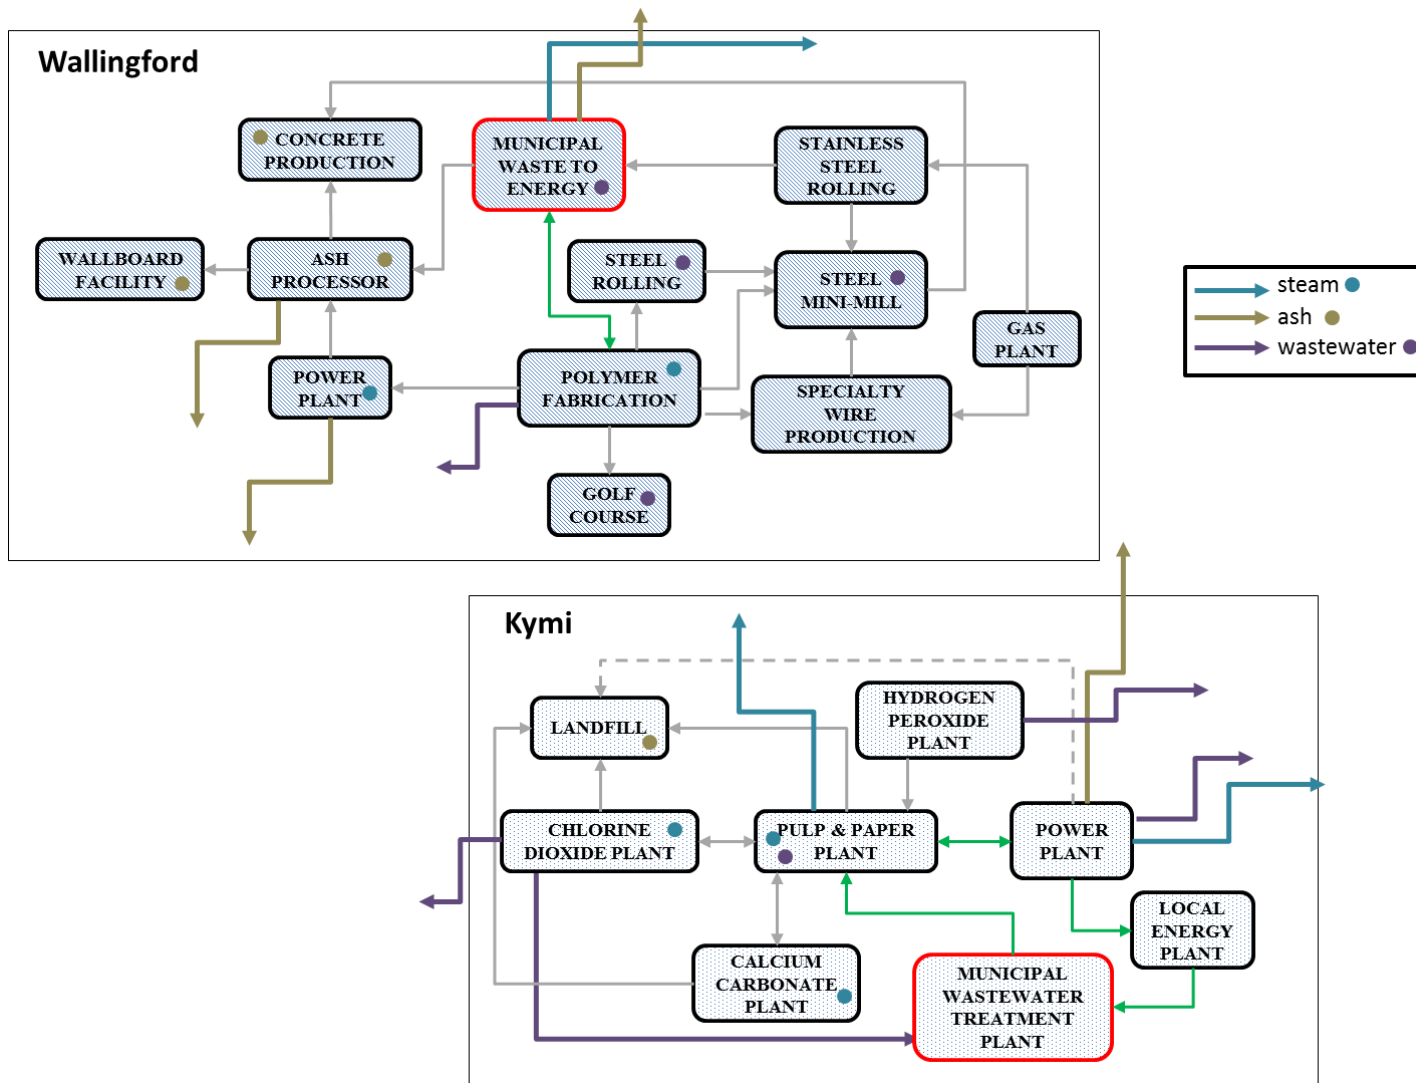 Wallingford
CONCRETE
PRODUCTION
MUNICIPAL
WASTE TO
ENERGY
STAINLESS
STEEL
ROLLING
WALLBOARD
FACILITY
ASH
PROCESSOR
STEEL
ROLLING
STEEL
MINI-MILL
GAS
PLANT
POWER
PLANT
POLYMER
FABRICATION
SPECIALTY
WIRE
PRODUCTION
GOLF
COURSE
steam
ash
wastewater
Kymi
LANDFILL
HYDROGEN
PEROXIDE
PLANT
CHLORINE
DIOXIDE PLANT
PULP & PAPER
PLANT
POWER
PLANT
LOCAL
ENERGY
PLANT
CALCIUM
CARBONATE
PLANT
MUNICIPAL
WASTEWATER
TREATMENT
PLANT